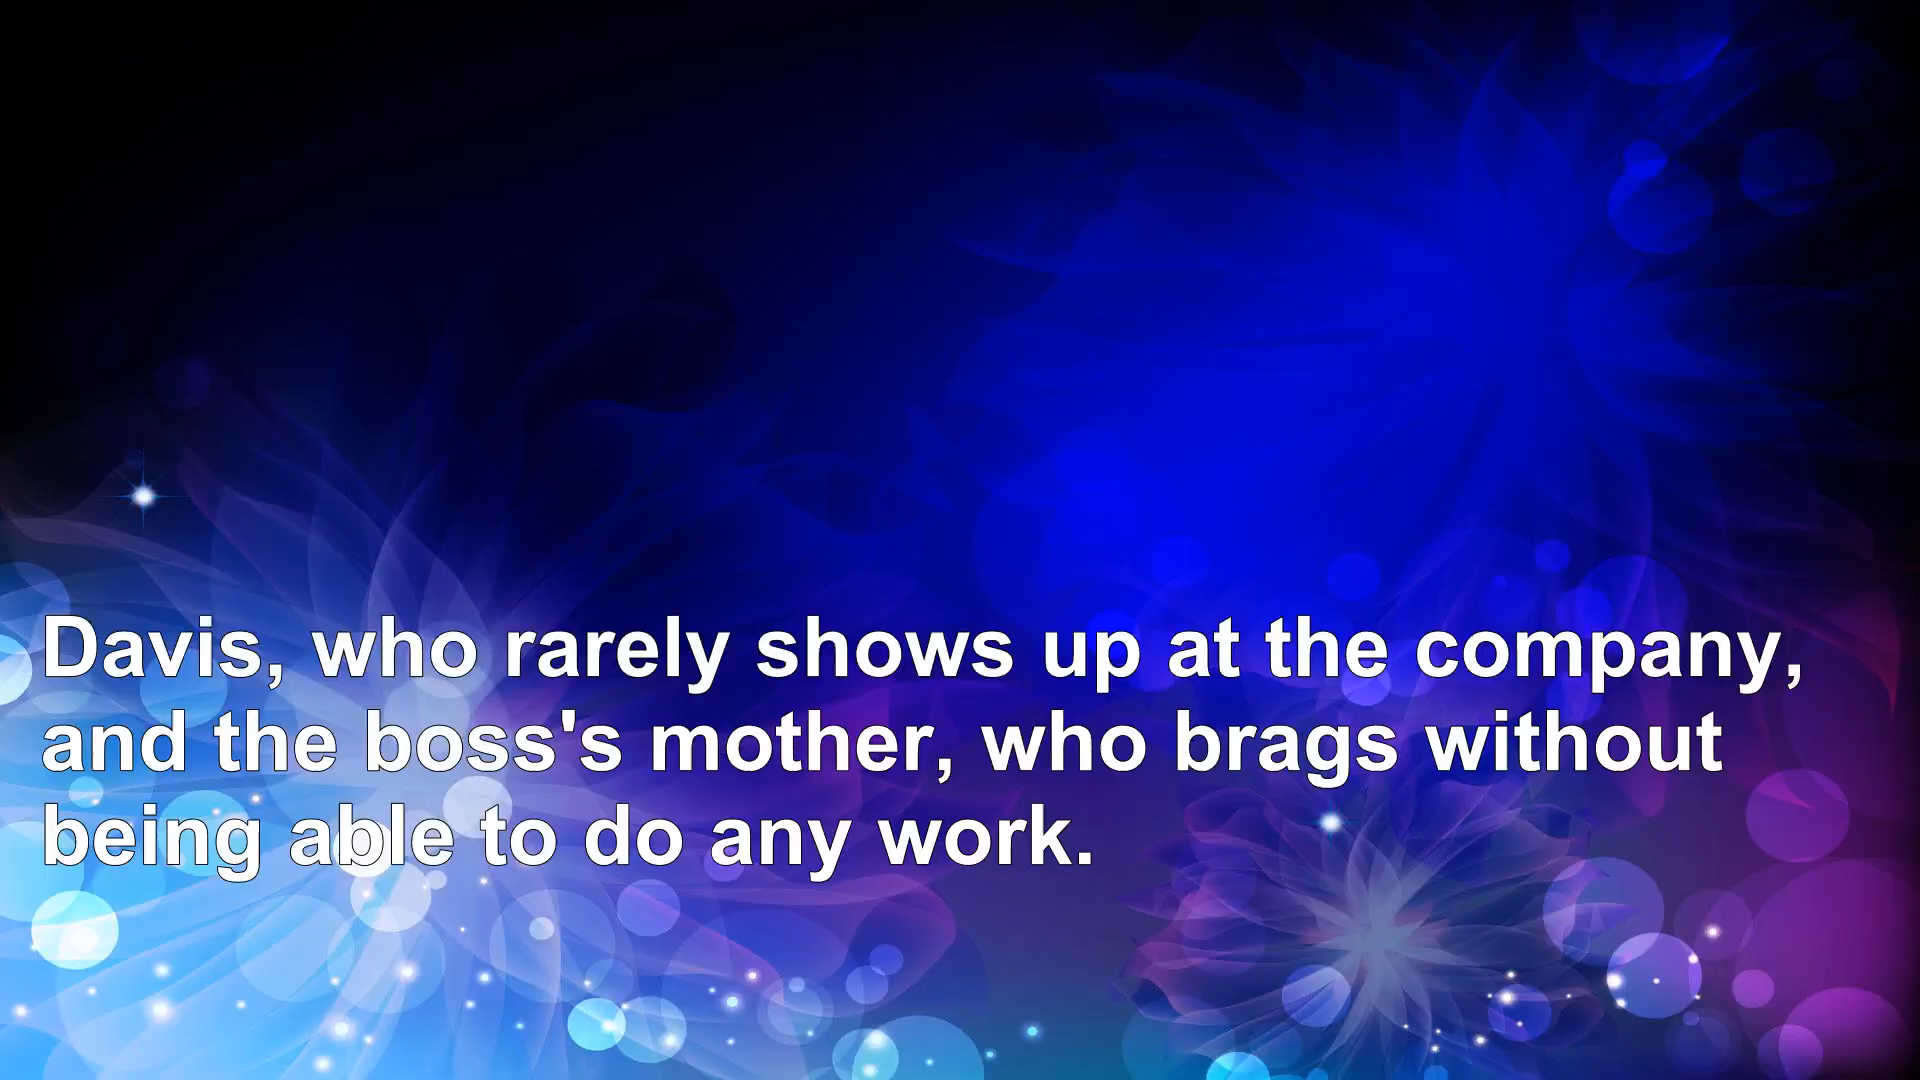 Davis, who rarely shows up at the company,
and the boss's mother, who brags without
being able to do any work.